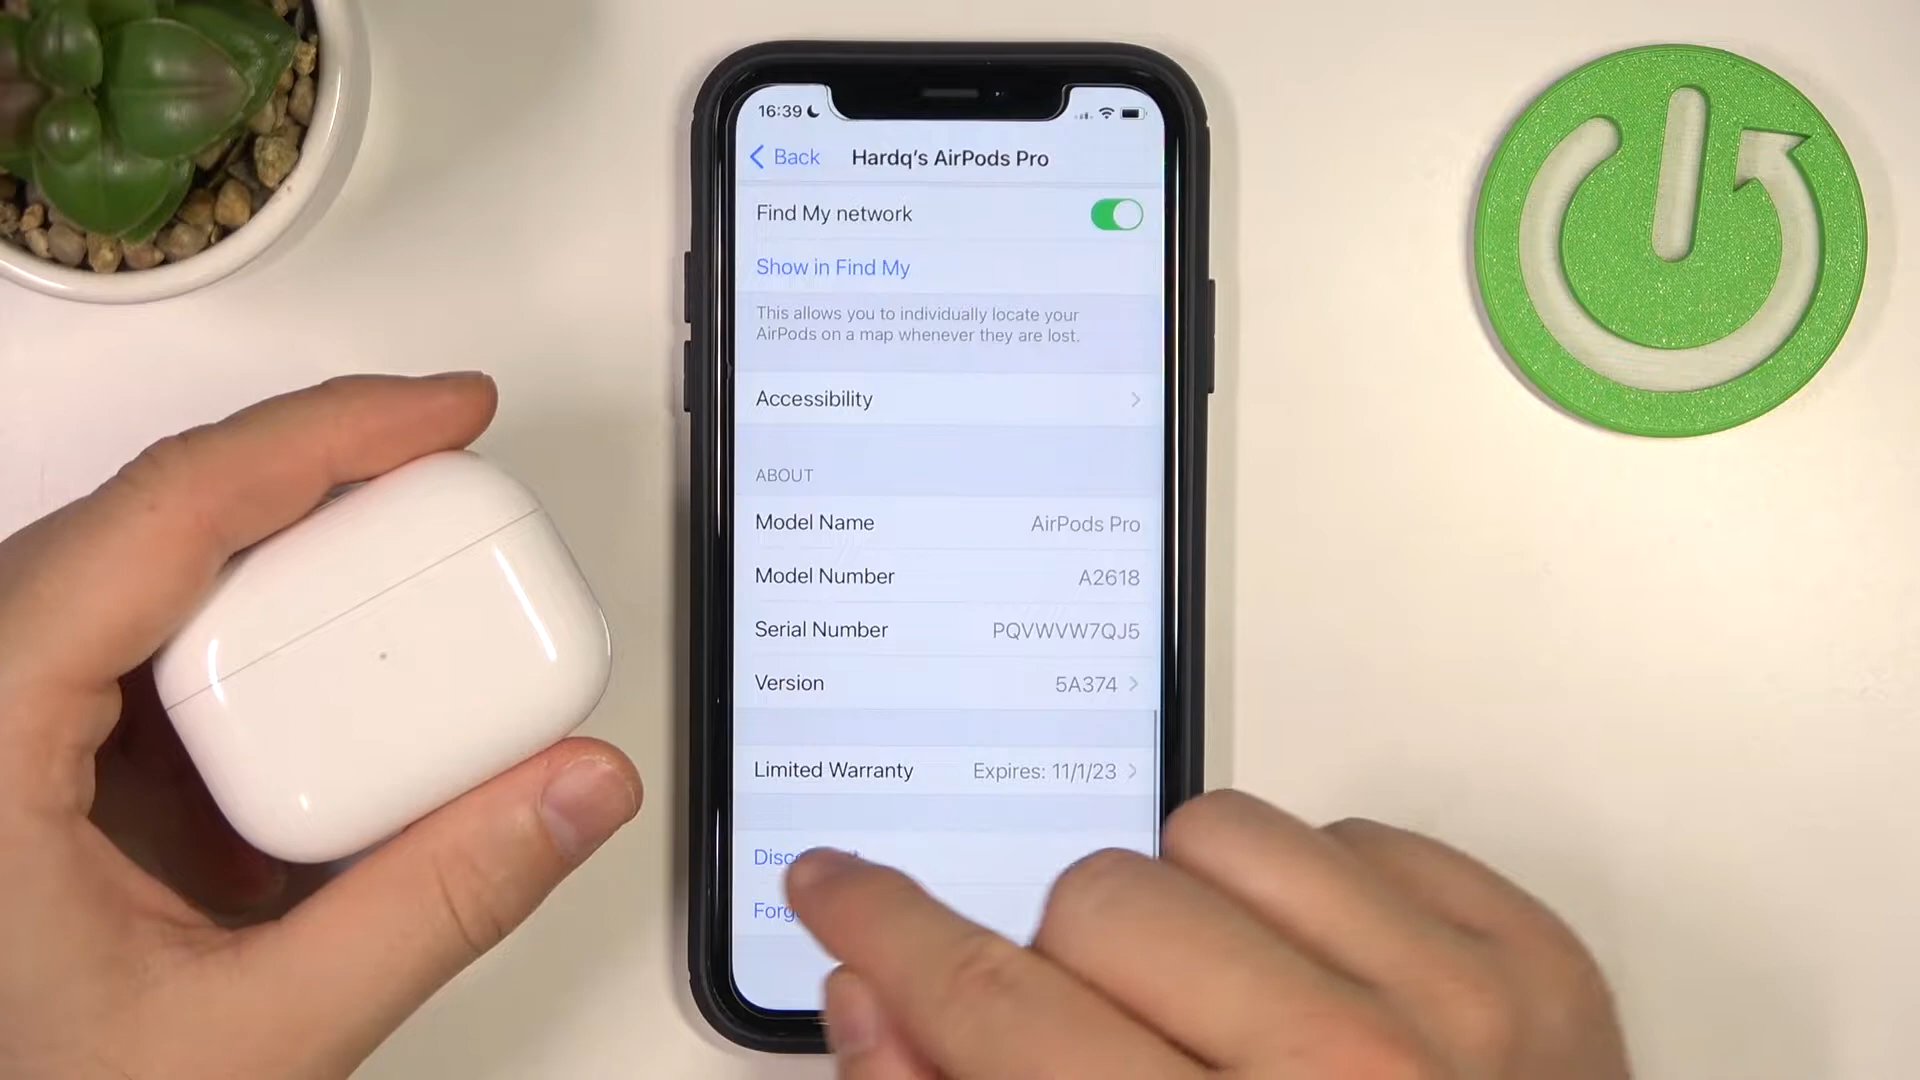 16:39
Back Hardq's AirPods Pro
Find My network
Show in Find My
This allows you to individually locate your
AirPods on a map whenever they are lost.
Accessibility
ABOUT
Model Name AirPods Pro
Model Number A2618
Serial Number PQVWVW7QJ5
Version 5A374
Limited Warranty Expires: 11/1/23